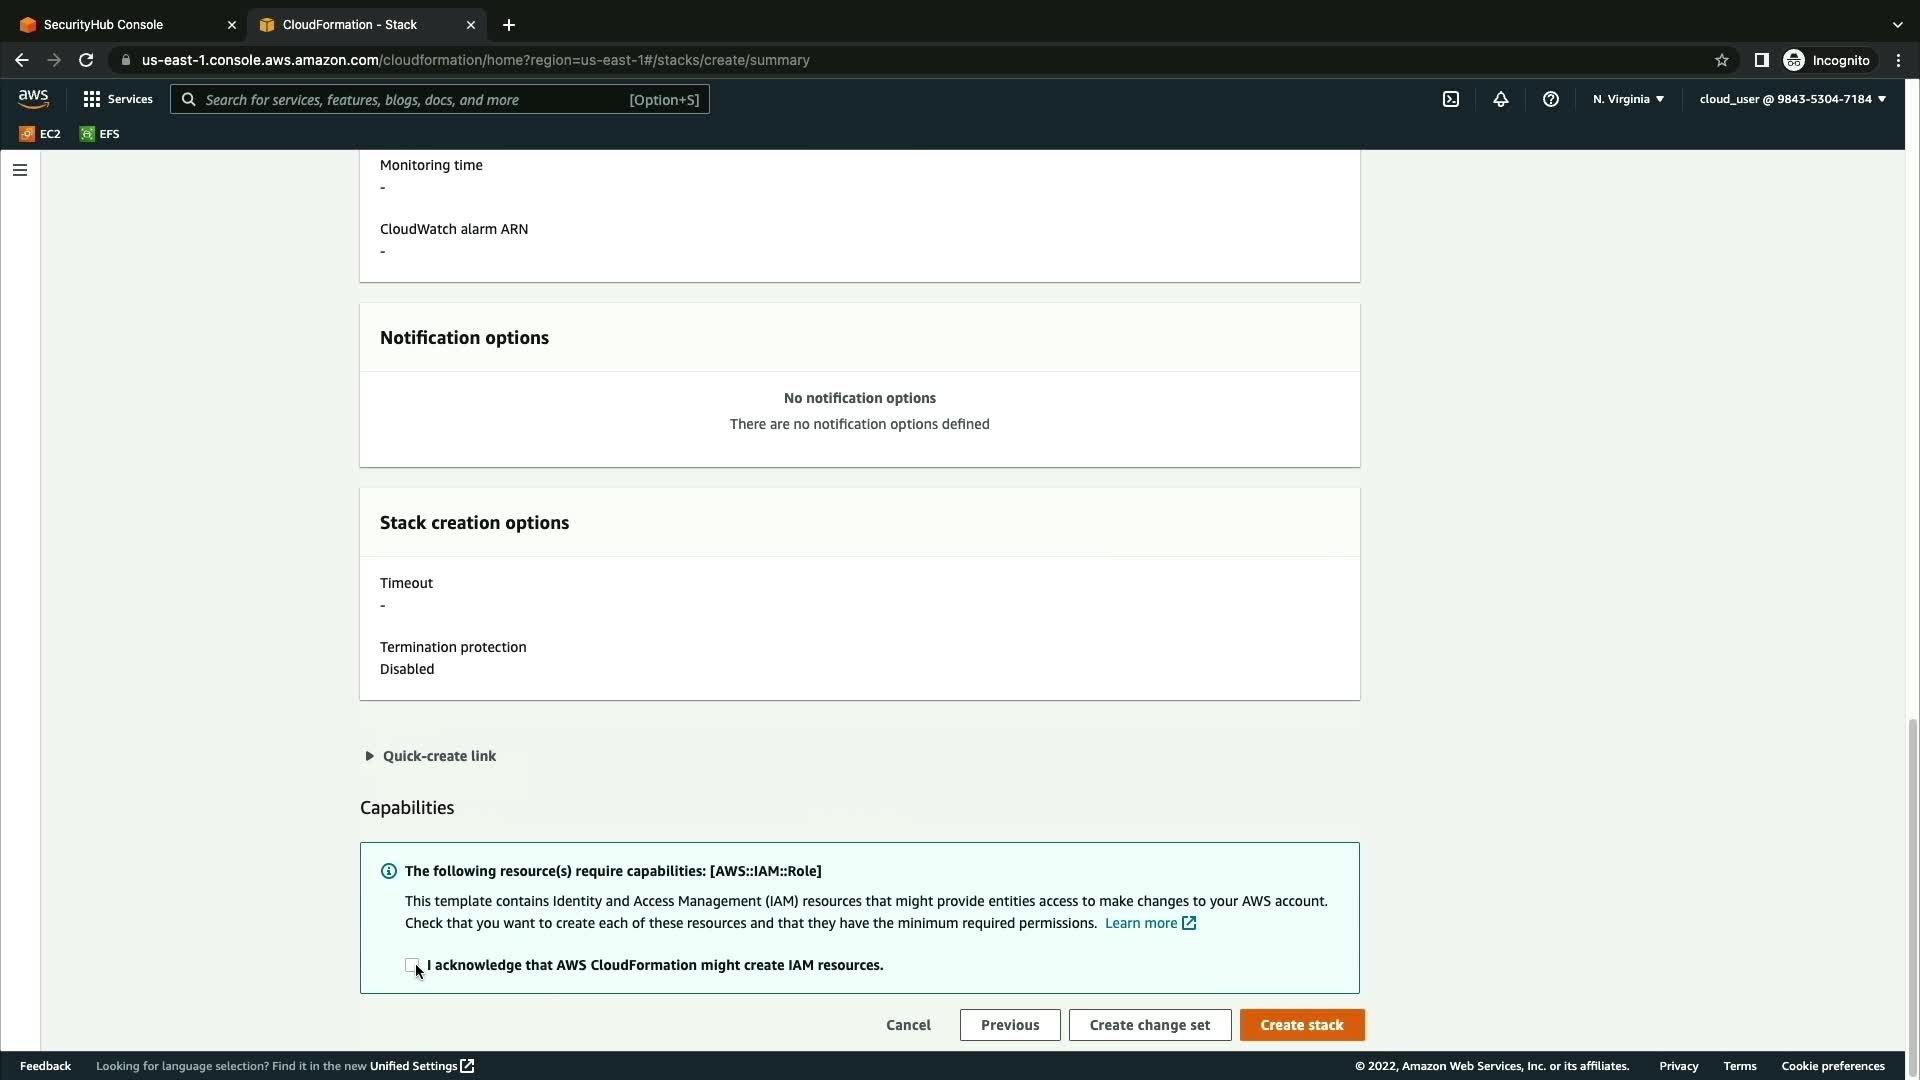 SecurityHub Console
CloudFormation - Stack
us-east-1.console.aws.amazon.com/cloudformation/home?region=us-east-1#/stacks/create/summary
Incognito
aws
Services
Search for services, features, blogs, docs, and more
[Option+S]
N. Virginia
cloud_user @ 9843-5304-7184
EC2
EFS
Monitoring time
-
CloudWatch alarm ARN
-
Notification options
No notification options
There are no notification options defined
Stack creation options
Timeout
-
Termination protection
Disabled
Quick-create link
Capabilities
The following resource(s) require capabilities: [AWS::IAM::Role]
This template contains Identity and Access Management (IAM) resources that might provide entities access to make changes to your AWS account.
Check that you want to create each of these resources and that they have the minimum required permissions. Learn more
I acknowledge that AWS CloudFormation might create IAM resources.
Cancel
Previous
Create change set
Create stack
Feedback
Looking for language selection? Find it in the new Unified Settings
© 2022, Amazon Web Services, Inc. or its affiliates.
Privacy
Terms
Cookie preferences